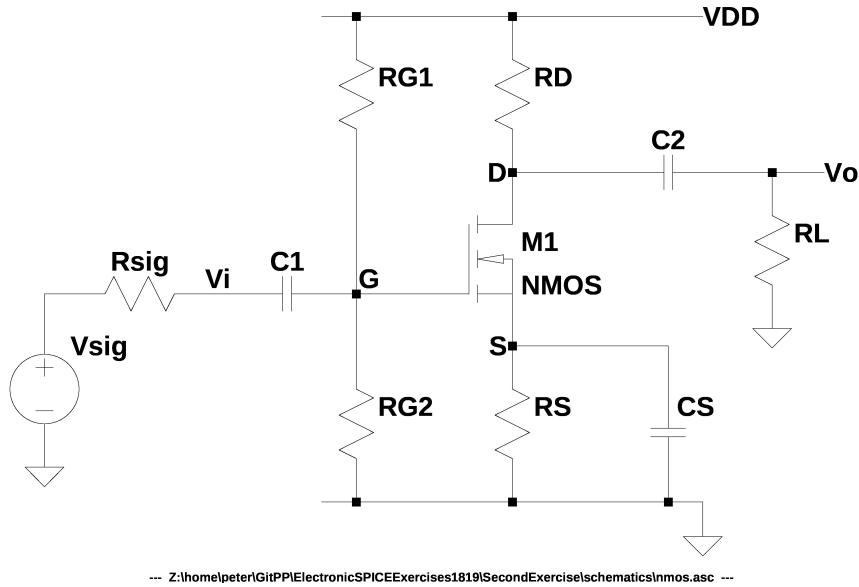 VDD
RG1
RD
C2
D
Vo
RL
M1
Rsig
Vi
C1
G
NMOS
Vsig
S
RG2
RS
CS
--- Z:\home\peter\GitPP\ElectronicSPICEExercises1819\SecondExercise\schematics\nmos.asc ---